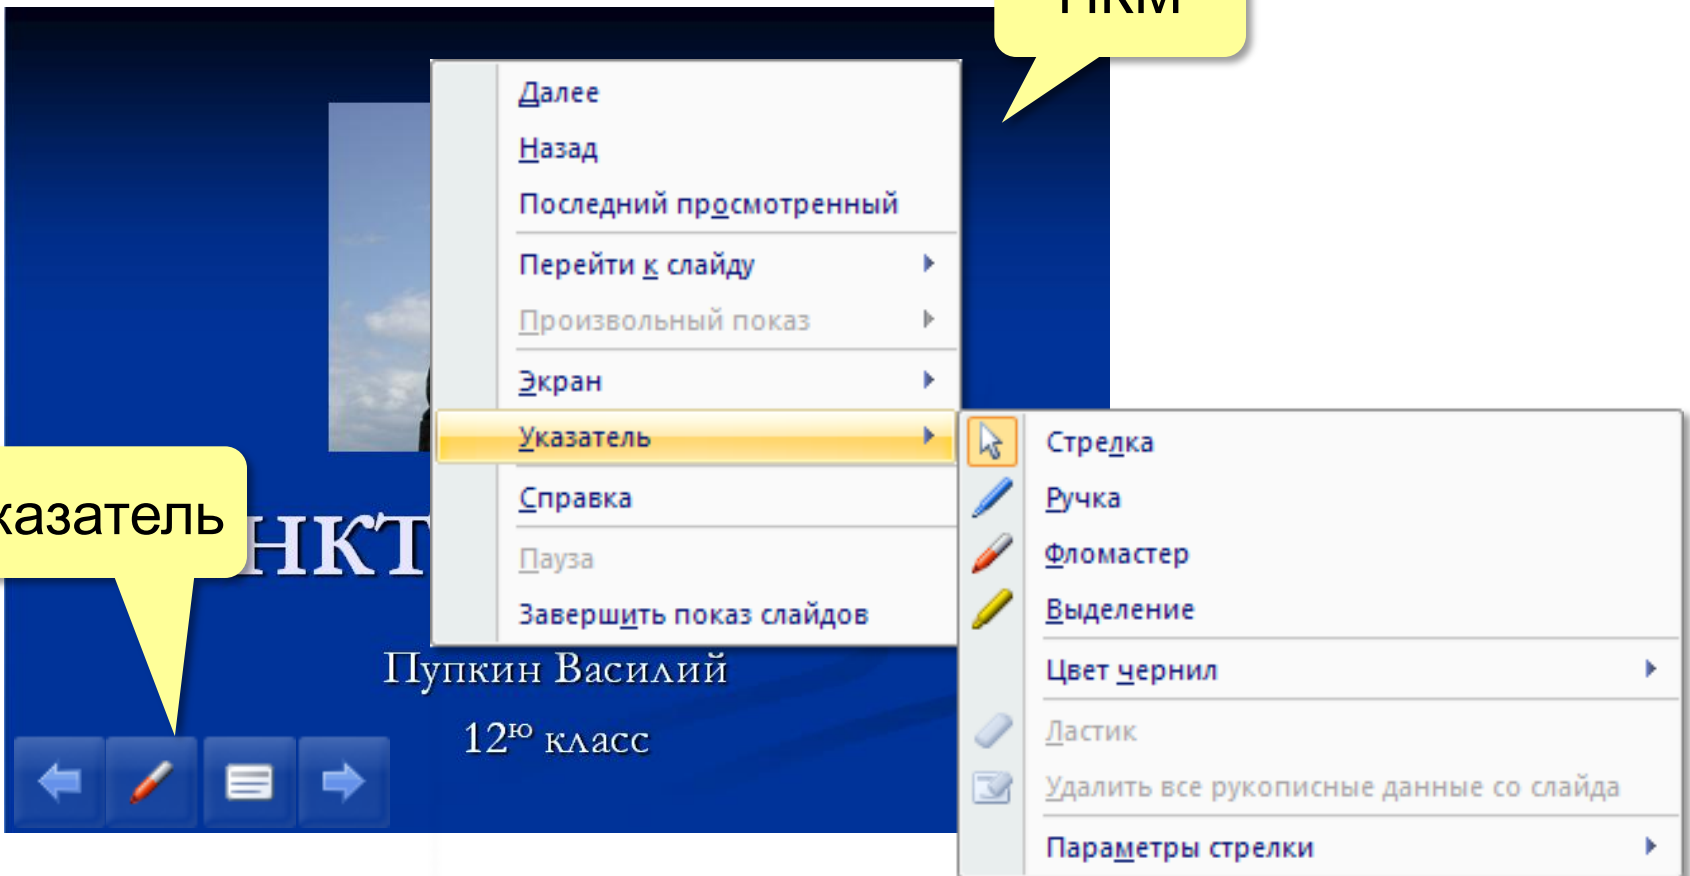 ПКМ
Далее
Назад
Последний просмотренный
Перейти к слайду
Произвольный показ
Экран
Указатель
Справка
Пауза
Завершить показ слайдов
Стрелка
Ручка
Фломастер
Выделение
Цвет чернил
Ластик
Удалить все рукописные данные со слайда
Параметры стрелки
казатель
нкт
Пупкин Василий
12ю класс